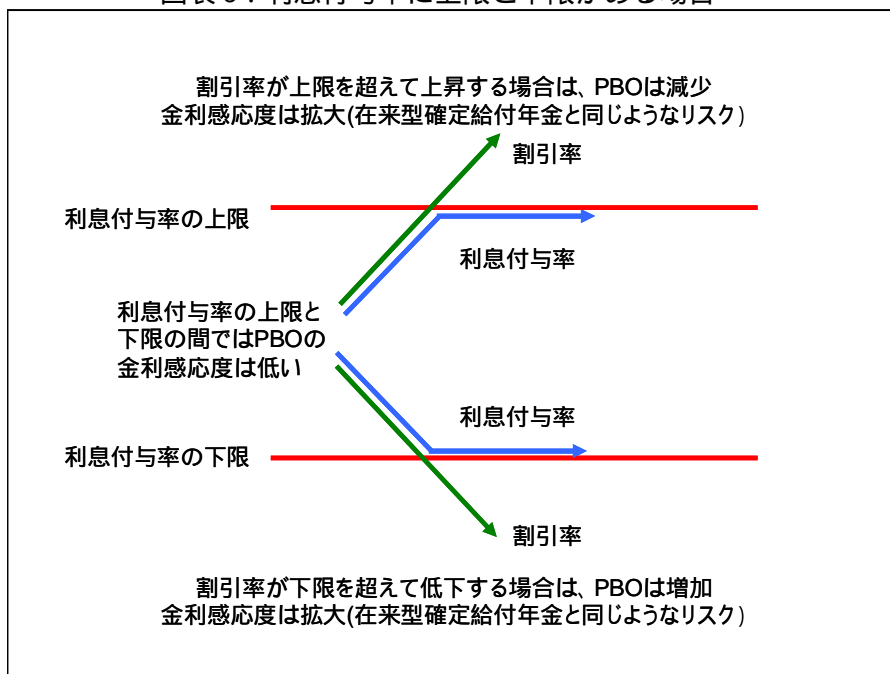 割引率が上限を超えて上昇する場合は、PBOは減少
金利感応度は拡大(在来型確定給付年金と同じようなリスク)
割引率
利息付与率の上限
利息付与率
利息付与率の上限と
下限の間ではPBOの
金利感応度は低い
利息付与率
利息付与率の下限
割引率
割引率が下限を超えて低下する場合は、PBOは増加
金利感応度は拡大(在来型確定給付年金と同じようなリスク)